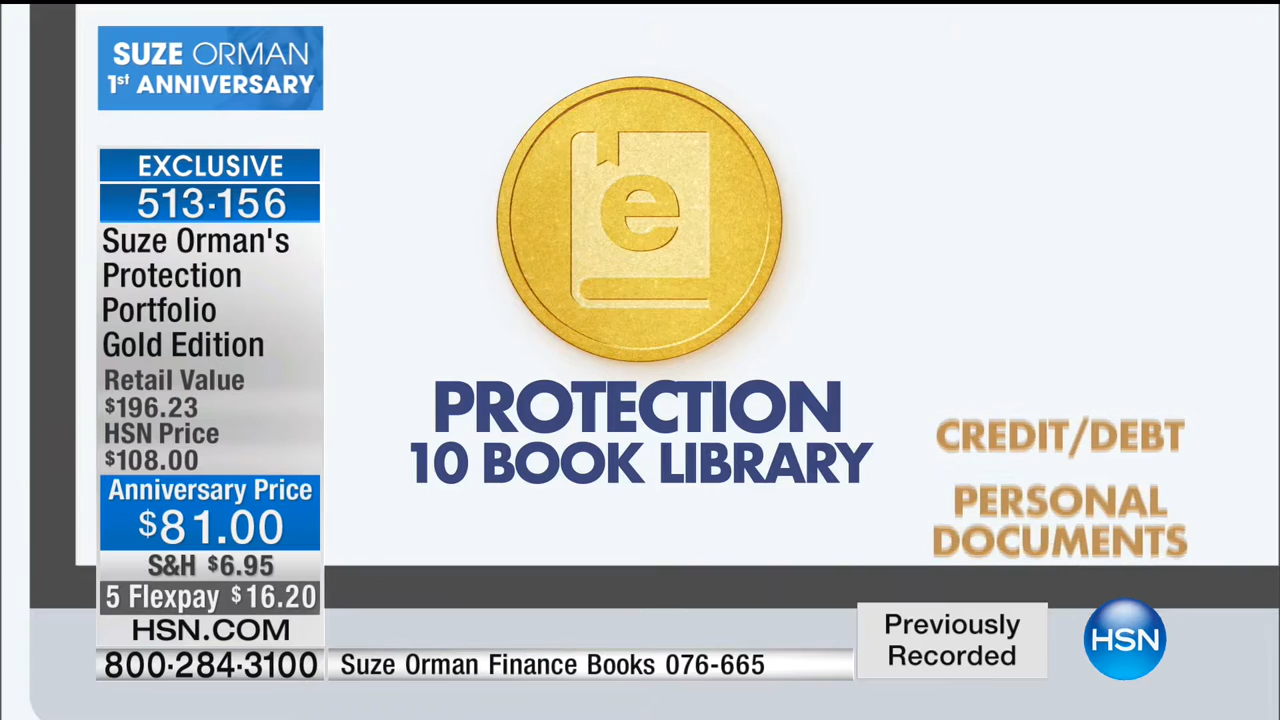 SUZE ORMAN
1st ANNIVERSARY
EXCLUSIVE
513·156
Suze Orman's
Protection
Portfolio
Gold Edition
Retail Value
$196.23
HSN Price
$108.00
Anniversary Price
$81.00
S&H $6.95
5 Flexpay $16.20
HSN.COM
800·284·3100
Suze Orman Finance Books 076-665
e
PROTECTION
10 BOOK LIBRARY
CREDIT/DEBT
PERSONAL
DOCUMENTS
Previously
Recorded
HSN